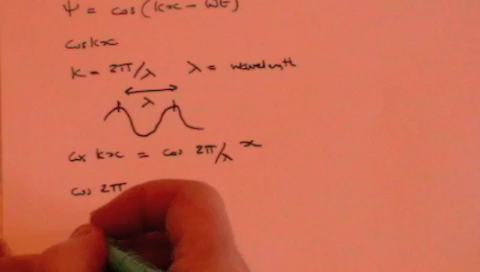 Ψ = cos (kx - ωt)
cos kx
k = 2π/λ λ = wavelength
λ
cos kx = cos 2π/λ x
cos 2π